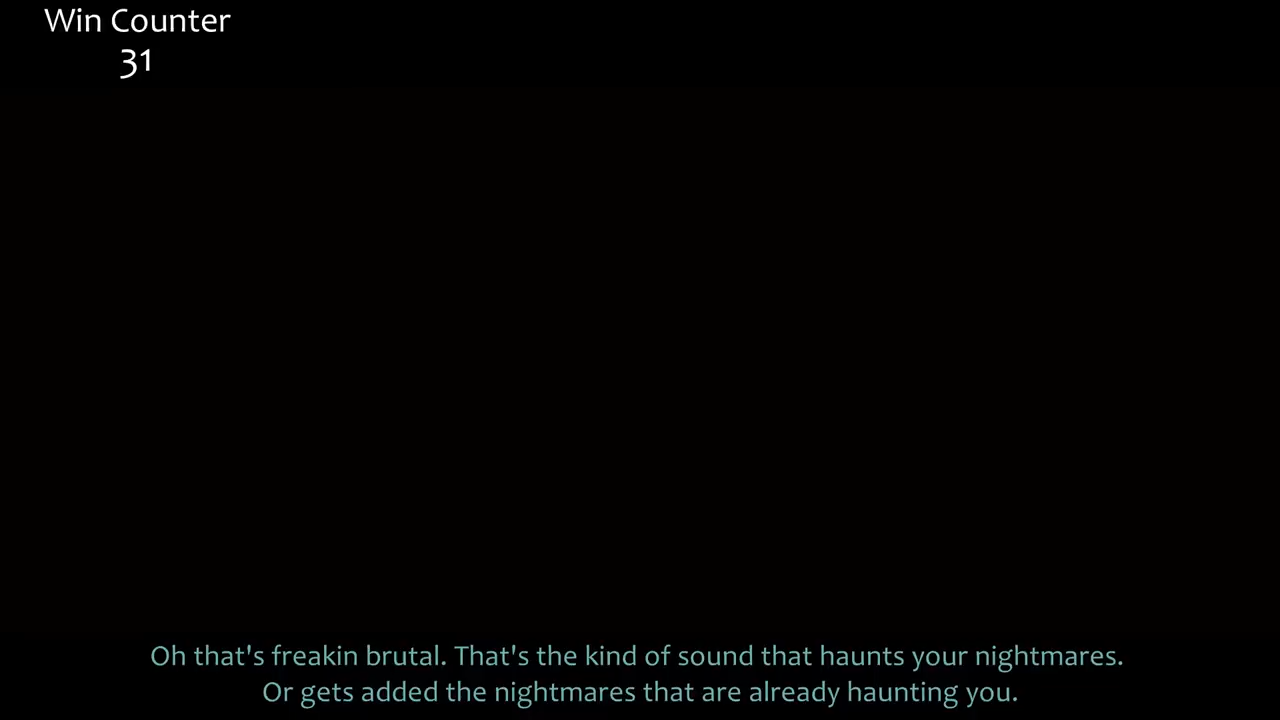 Win Counter
31
Oh that's freakin brutal. That's the kind of sound that haunts your nightmares.
Or gets added the nightmares that are already haunting you.